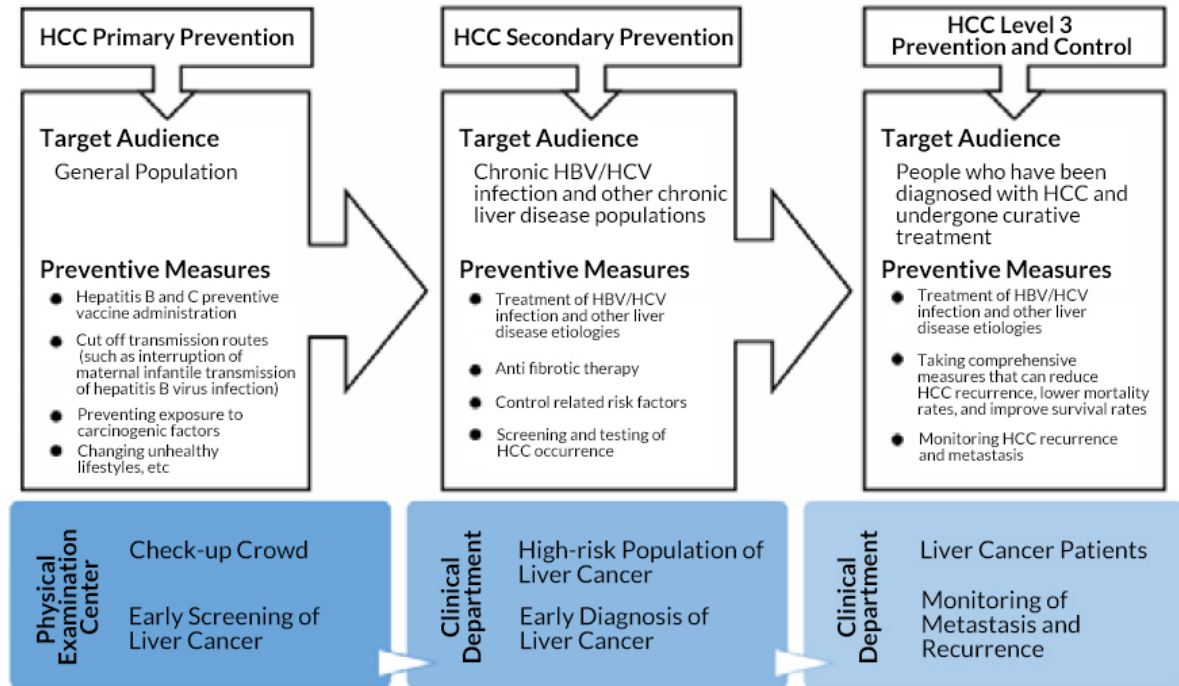 HCC Primary Prevention
Target Audience
General Population
Preventive Measures
Hepatitis B and C preventive
vaccine administration
Cut off transmission routes
(such as interruption of
maternal infantile transmission
of hepatitis B virus infection)
Preventing exposure to
carcinogenic factors
Changing unhealthy
lifestyles, etc
HCC Secondary Prevention
Target Audience
Chronic HBV/HCV
infection and other chronic
liver disease populations
Preventive Measures
Treatment of HBV/HCV
infection and other liver
disease etiologies
Anti fibrotic therapy
Control related risk factors
Screening and testing of
HCC occurrence
HCC Level 3
Prevention and Control
Target Audience
People who have been
diagnosed with HCC and
undergone curative
treatment
Preventive Measures
Treatment of HBV/HCV
infection and other liver
disease etiologies
Taking comprehensive
measures that can reduce
HCC recurrence, lower mortality
rates, and improve survival rates
Monitoring HCC recurrence
and metastasis
Physical
Examination
Center
Check-up Crowd
Early Screening of
Liver Cancer
Clinical
Department
High-risk Population of
Liver Cancer
Early Diagnosis of
Liver Cancer
Clinical
Department
Liver Cancer Patients
Monitoring of
Metastasis and
Recurrence